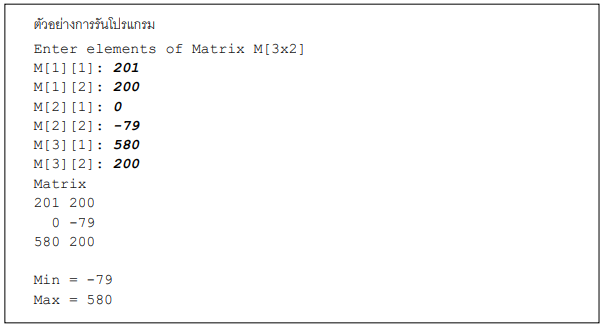 ตัวอย่างการรันโปรแกรม
Enter elements of Matrix M[3x2]
M[1][1]: 201
M[1][2]: 200
M[2][1]: 0
M[2][2]: -79
M[3][1]: 580
M[3][2]: 200
Matrix
201 200
  0 -79
580 200

Min = -79
Max = 580